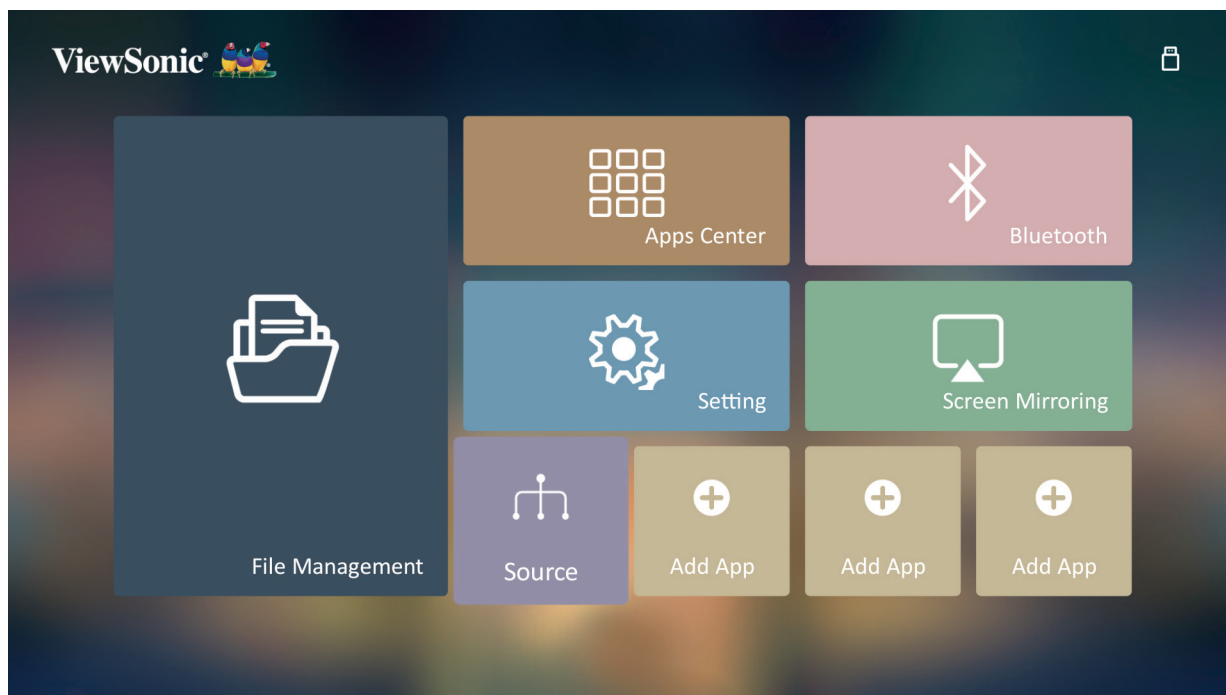 ViewSonic®
Apps Center
Bluetooth
Setting
Screen Mirroring
File Management
Source
Add App
Add App
Add App